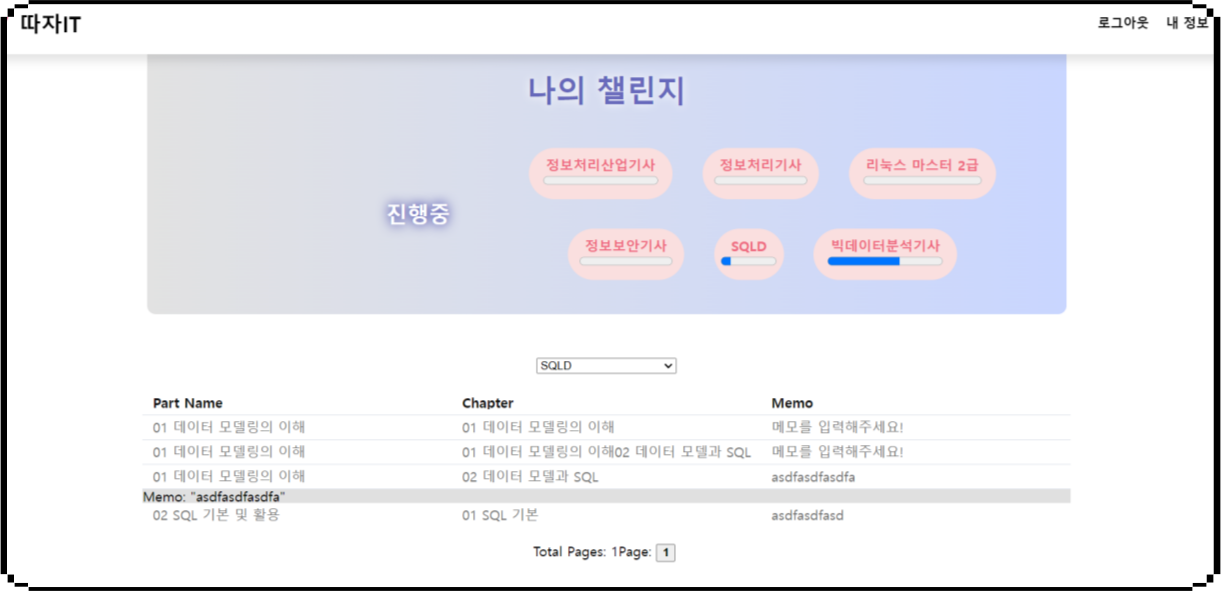 따자IT
로그아웃 내 정보
나의 챌린지
정보처리산업기사 정보처리기사 리눅스 마스터 2급
진행중
정보보안기사 SQLD 빅데이터분석기사
SQLD
Part Name Chapter Memo
01 데이터 모델링의 이해 01 데이터 모델링의 이해 메모를 입력해주세요!
01 데이터 모델링의 이해 01 데이터 모델링의 이해02 데이터 모델과 SQL 메모를 입력해주세요!
01 데이터 모델링의 이해 02 데이터 모델과 SQL asdfasdfasdfa
Memo: "asdfasdfasdfa"
02 SQL 기본 및 활용 01 SQL 기본 asdfasdfasd
Total Pages: 1Page: 1